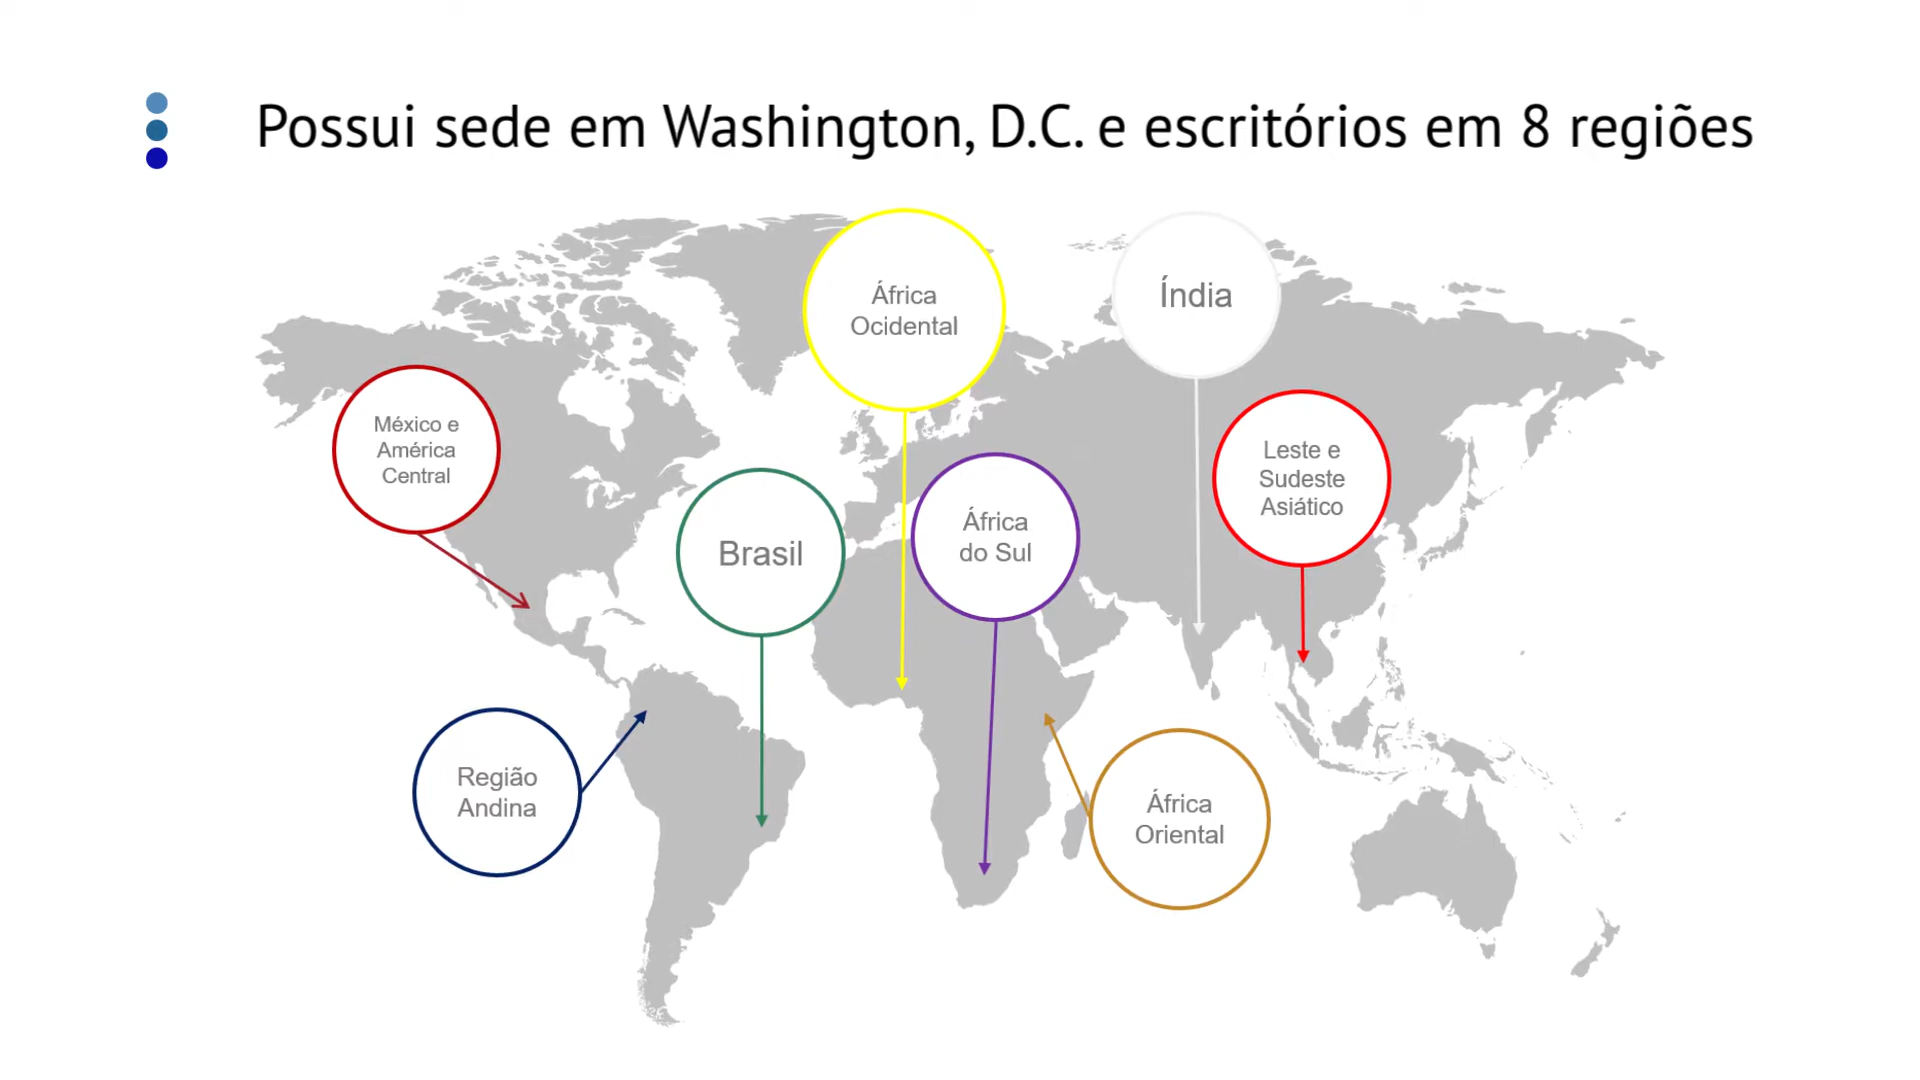 Possui sede em Washington, D.C. e escritórios em 8 regiões
África
Ocidental
Índia
México e
América
Central
Leste e
Sudeste
Asiático
Brasil
África
do Sul
Região
Andina
África
Oriental